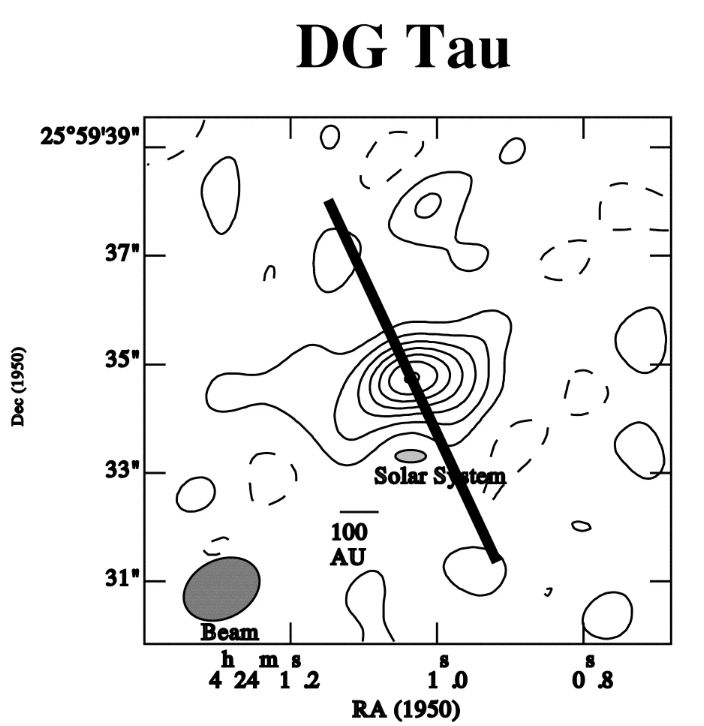 DG Tau
25°59'39"
37"
35"
Dec (1950)
33"
Solar System
100
AU
31"
Beam
h m s s s
4 24 1 .2 1 .0 0 .8
RA (1950)